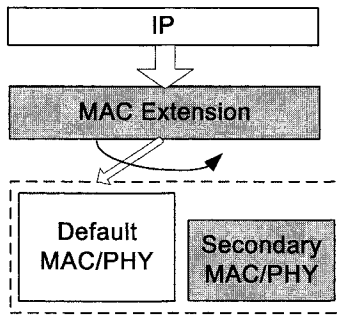 IP
MAC Extension
Default
MAC/PHY
Secondary
MAC/PHY